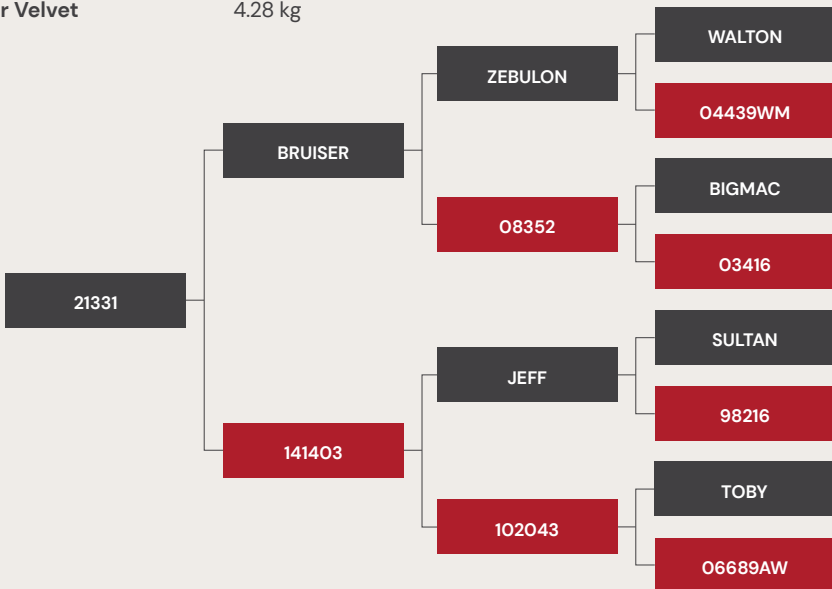 r Velvet 4.28 kg
WALTON
ZEBULON
04439WM
BRUISER
BIGMAC
08352
03416
21331
SULTAN
JEFF
98216
141403
TOBY
102043
06689AW